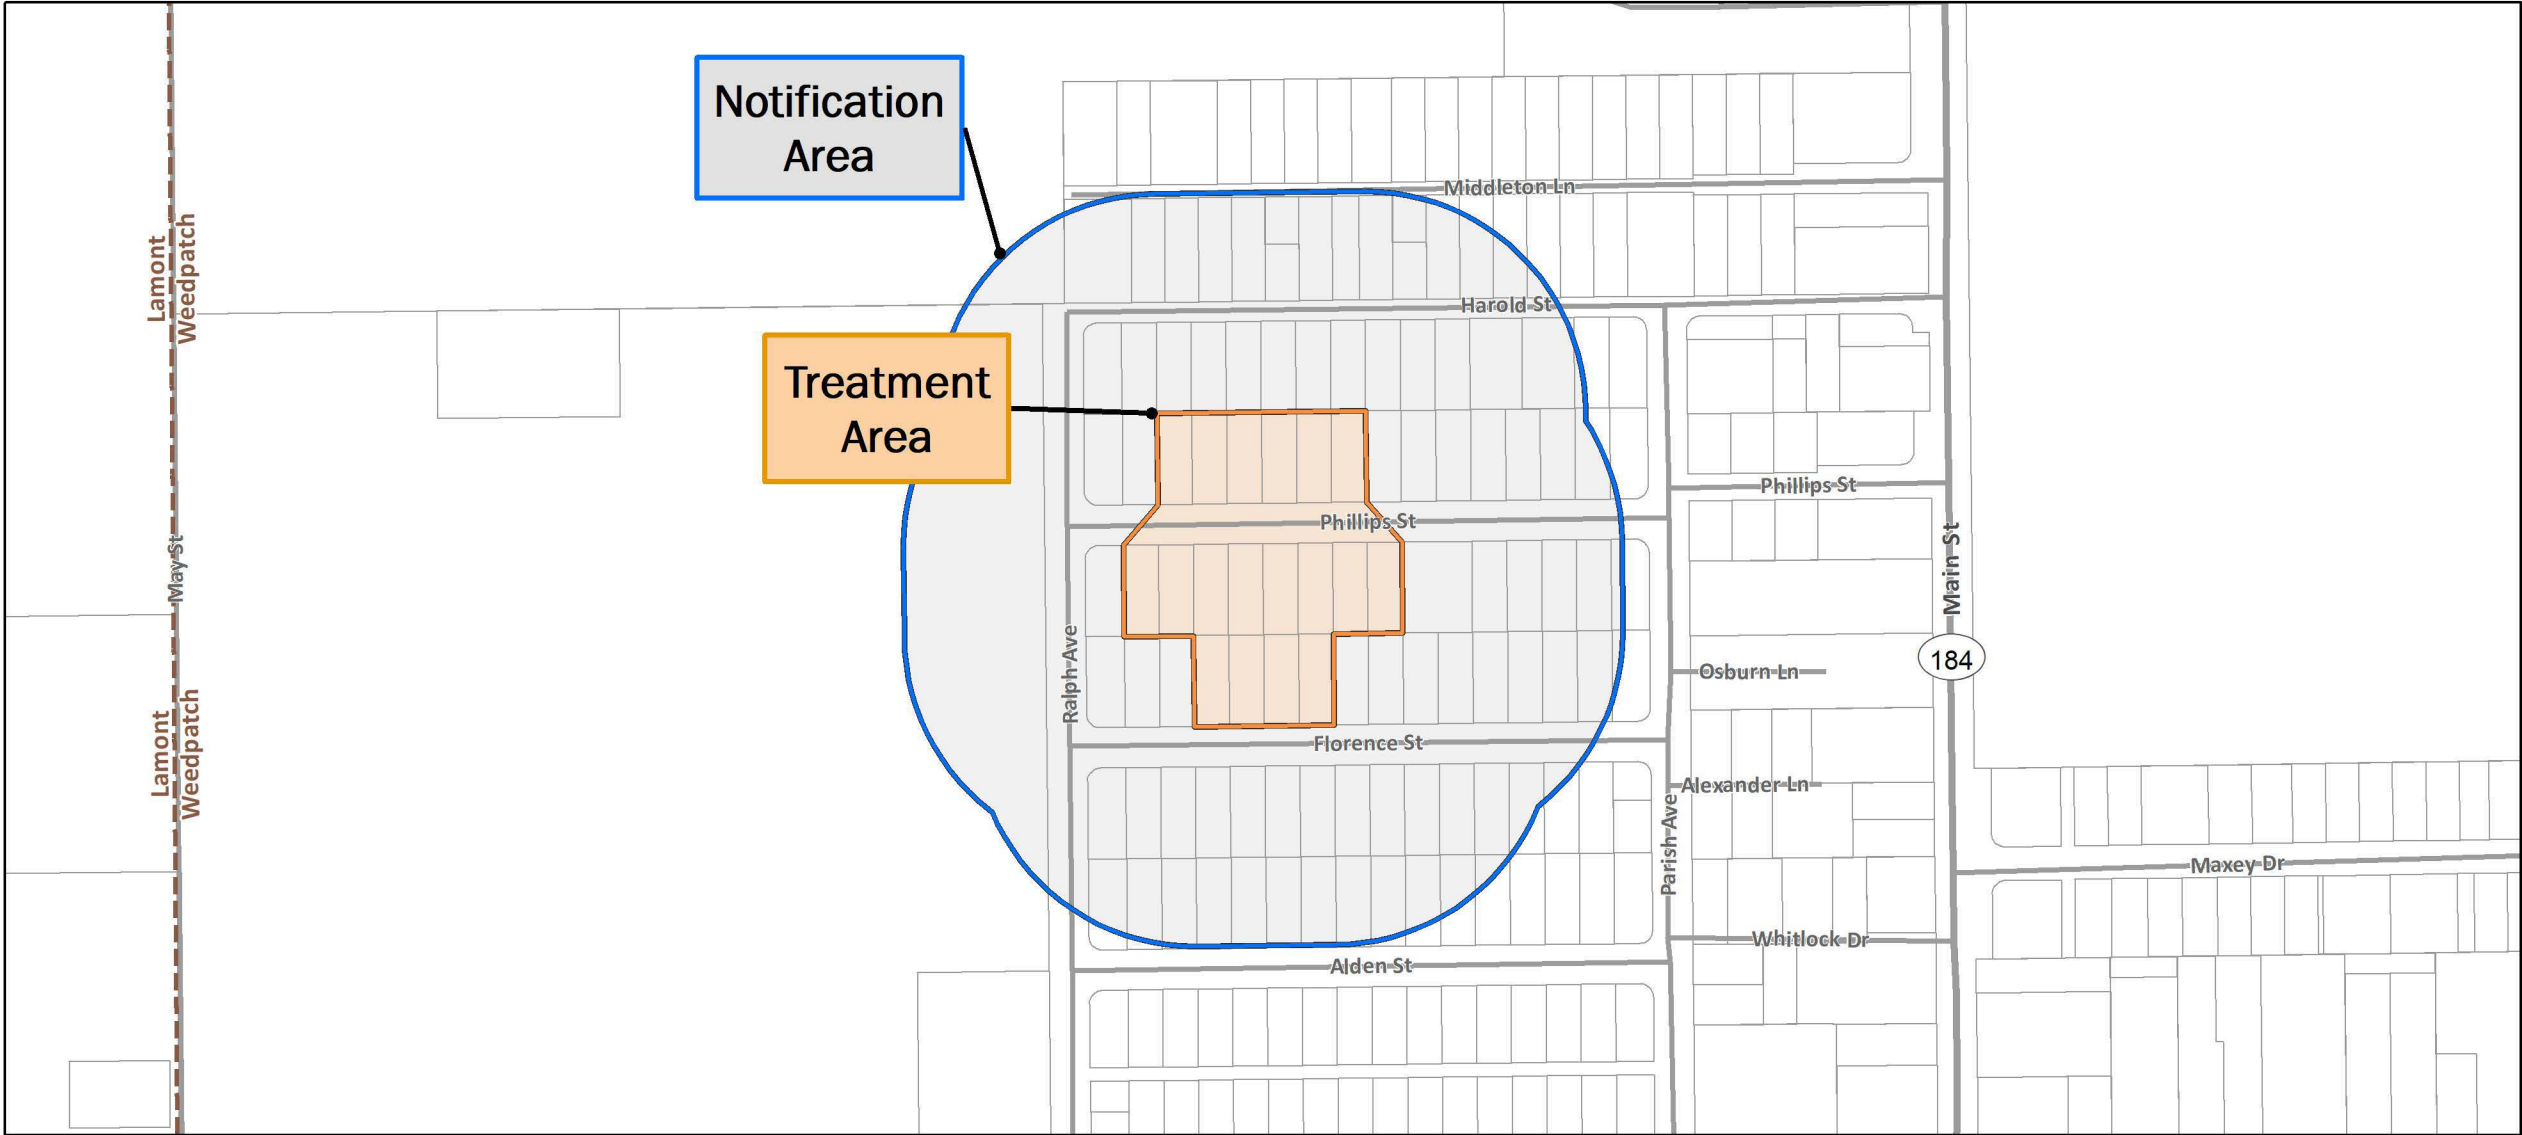 Notification
Area
Middleton Ln
Lamont
Weedpatch
Harold St
Treatment
Area
Phillips St
Phillips St
Main St
May St
Ralph Ave
184
Osburn Ln
Lamont
Weedpatch
Florence St
Alexander Ln
Parish Ave
Maxey Dr
Whitlock Dr
Alden St